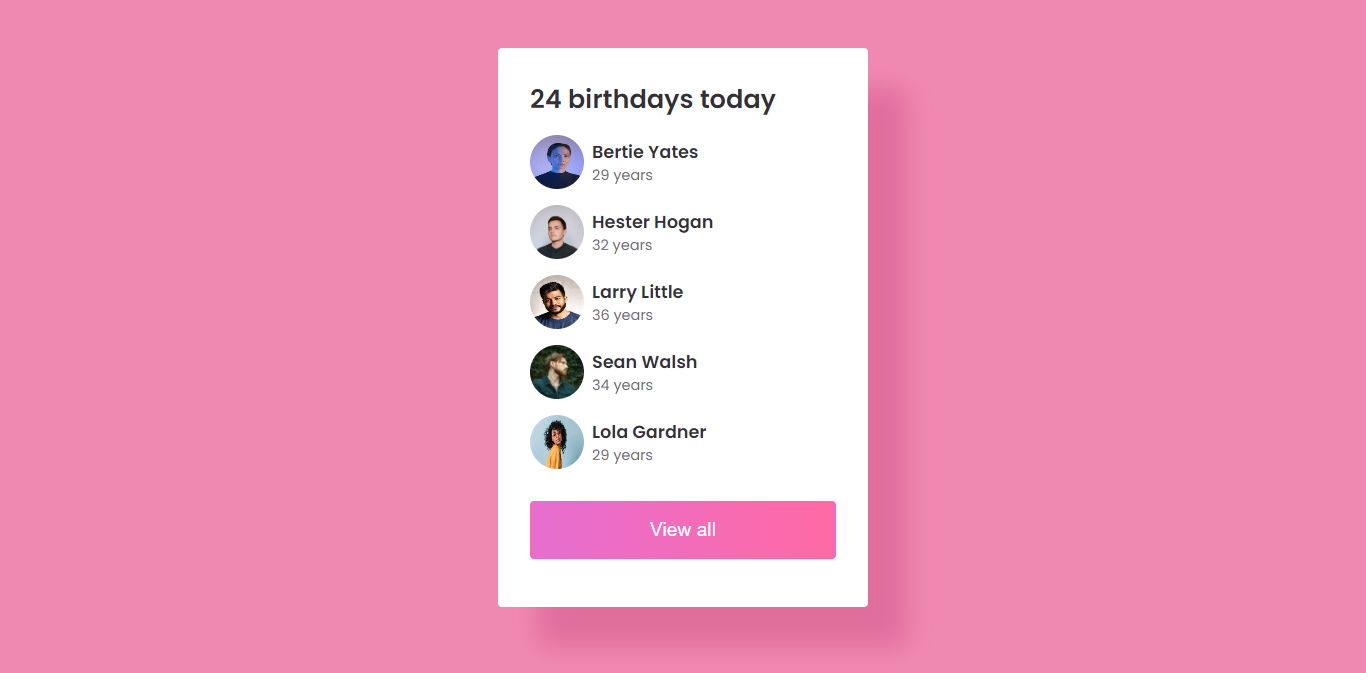 24 birthdays today
Bertie Yates
29 years
Hester Hogan
32 years
Larry Little
36 years
Sean Walsh
34 years
Lola Gardner
29 years
View all